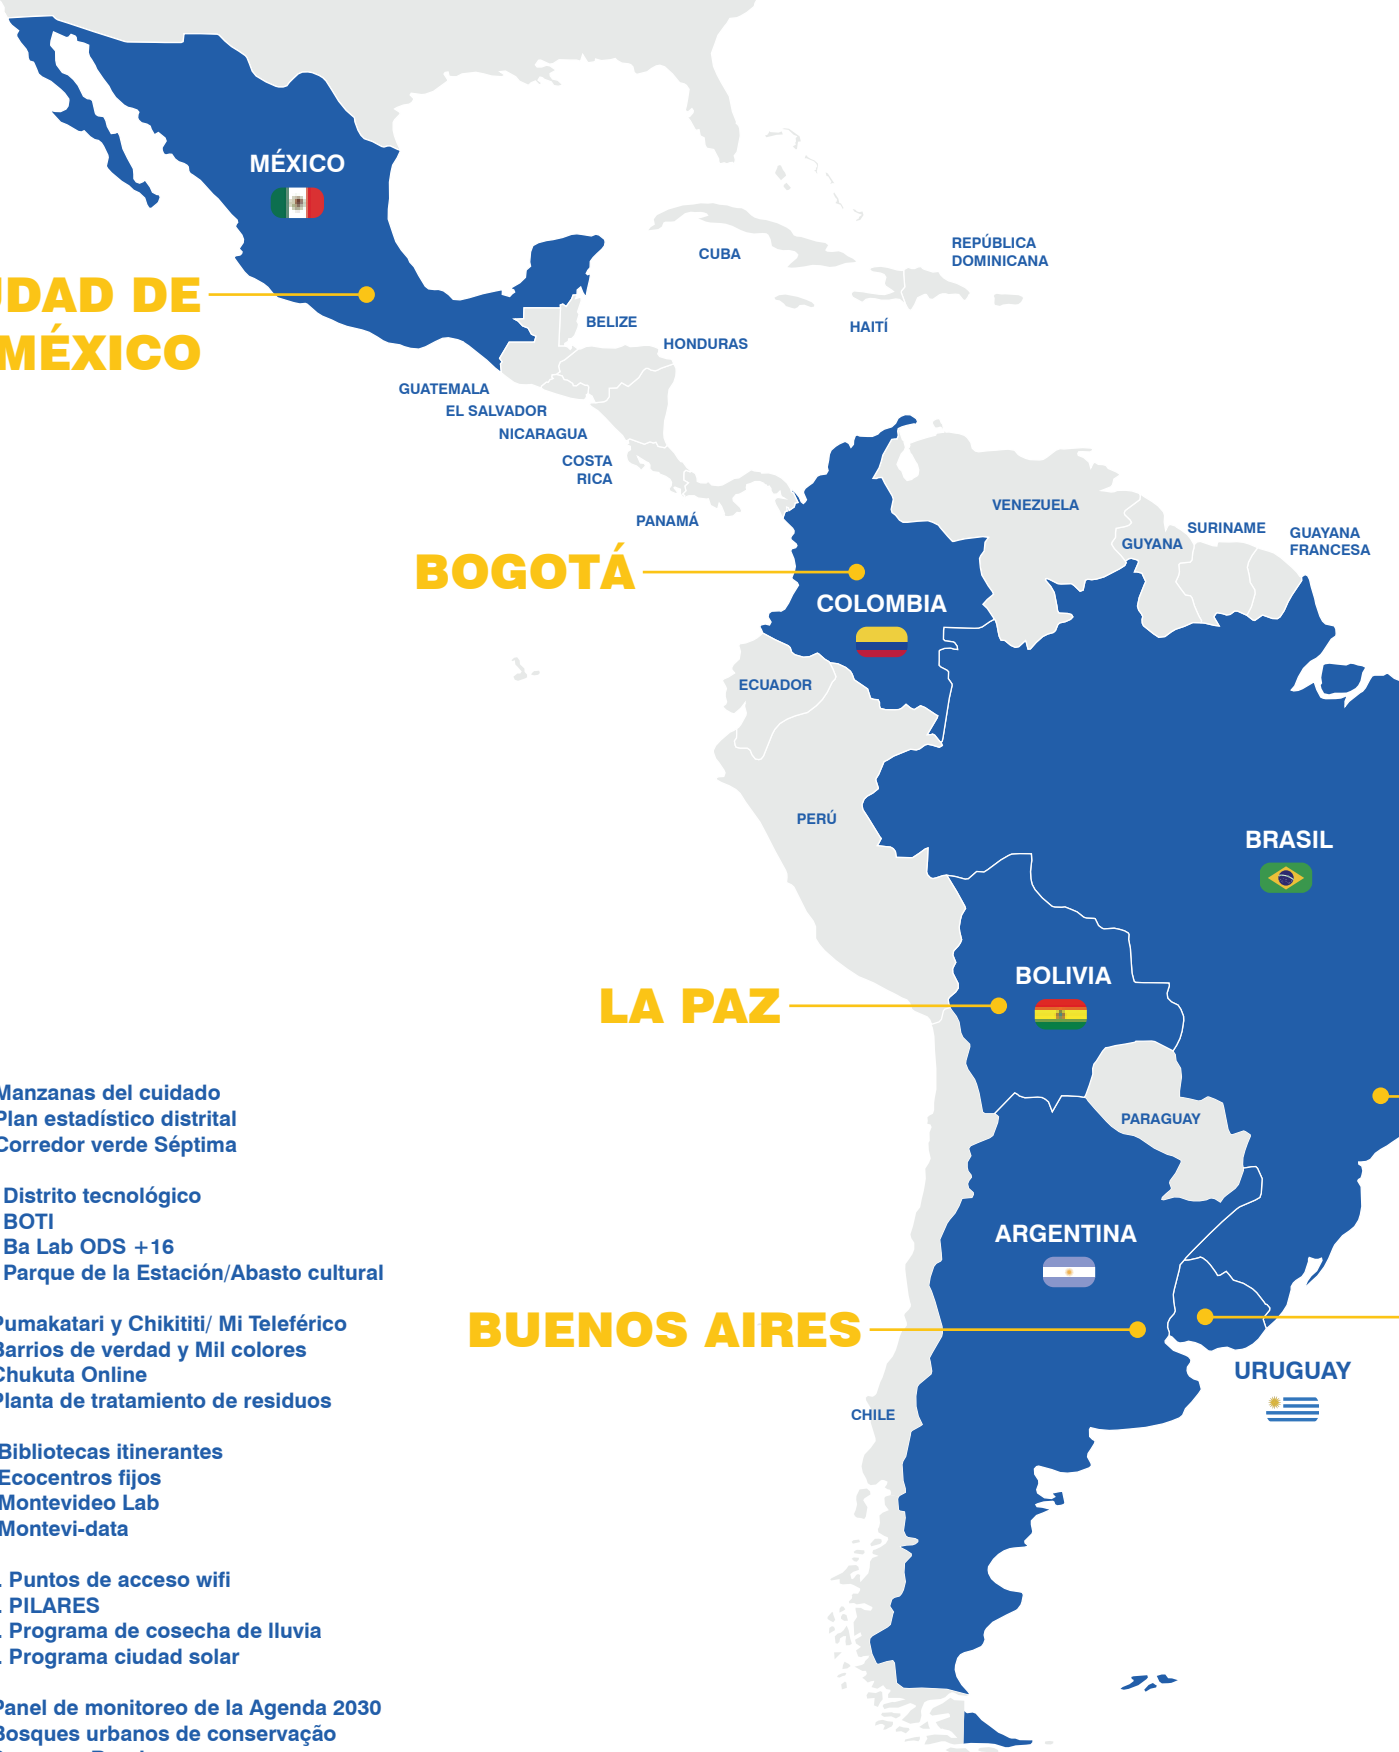 MÉXICO
CUBA
REPÚBLICA
DOMINICANA
UDAD DE
MÉXICO
BELIZE
HAITÍ
HONDURAS
GUATEMALA
EL SALVADOR
NICARAGUA
COSTA
RICA
PANAMÁ
VENEZUELA
GUYANA
SURINAME
GUAYANA
FRANCESA
BOGOTÁ
COLOMBIA
ECUADOR
PERÚ
BRASIL
BOLIVIA
LA PAZ
PARAGUAY
ARGENTINA
BUENOS AIRES
URUGUAY
CHILE
Manzanas del cuidado
Plan estadístico distrital
Corredor verde Séptima
Distrito tecnológico
BOTI
Ba Lab ODS +16
Parque de la Estación/Abasto cultural
Pumakatari y Chikititi/ Mi Teleférico
Barrios de verdad y Mil colores
Chukuta Online
Planta de tratamiento de residuos
Bibliotecas itinerantes
Ecocentros fijos
Montevideo Lab
Montevi-data
. Puntos de acceso wifi
. PILARES
. Programa de cosecha de lluvia
. Programa ciudad solar
Panel de monitoreo de la Agenda 2030
Bosques urbanos de conservação